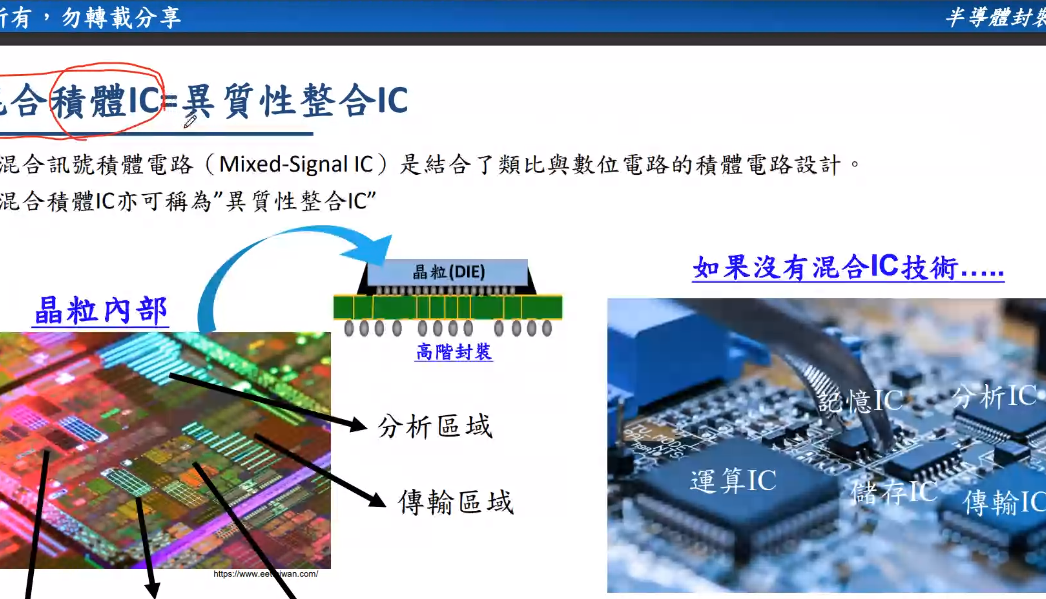 所有，勿轉載分享
半導體封裝
混合積體IC=異質性整合IC
混合訊號積體電路（Mixed-Signal IC）是結合了類比與數位電路的積體電路設計。
混合積體IC亦可稱為”異質性整合IC”
晶粒(DIE)
高階封裝
如果沒有混合IC技術…..
晶粒內部
分析區域
傳輸區域
記憶IC
分析IC
運算IC
儲存IC
傳輸IC